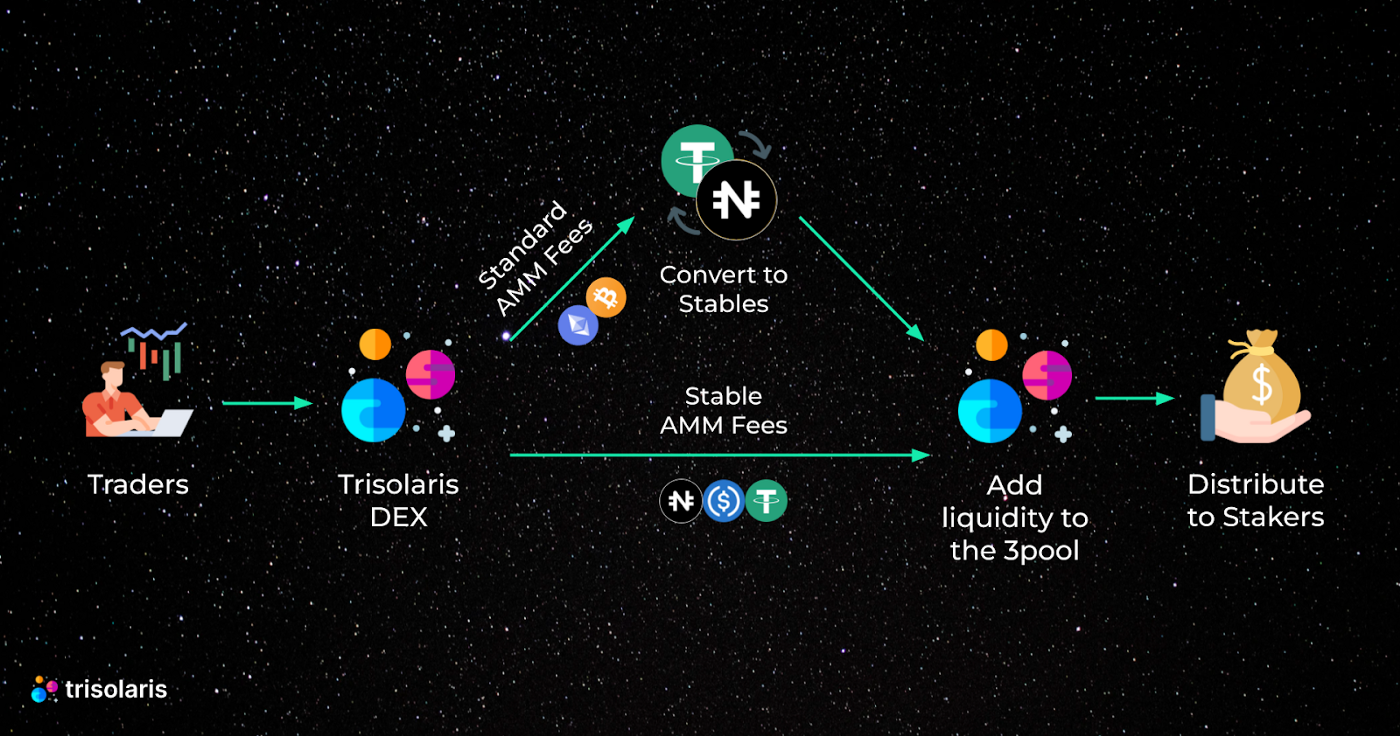 Standard
AMM Fees
Convert to
Stables
Stable
AMM Fees
Traders
Trisolaris
DEX
Add
liquidity to
the 3pool
Distribute
to Stakers
trisolaris